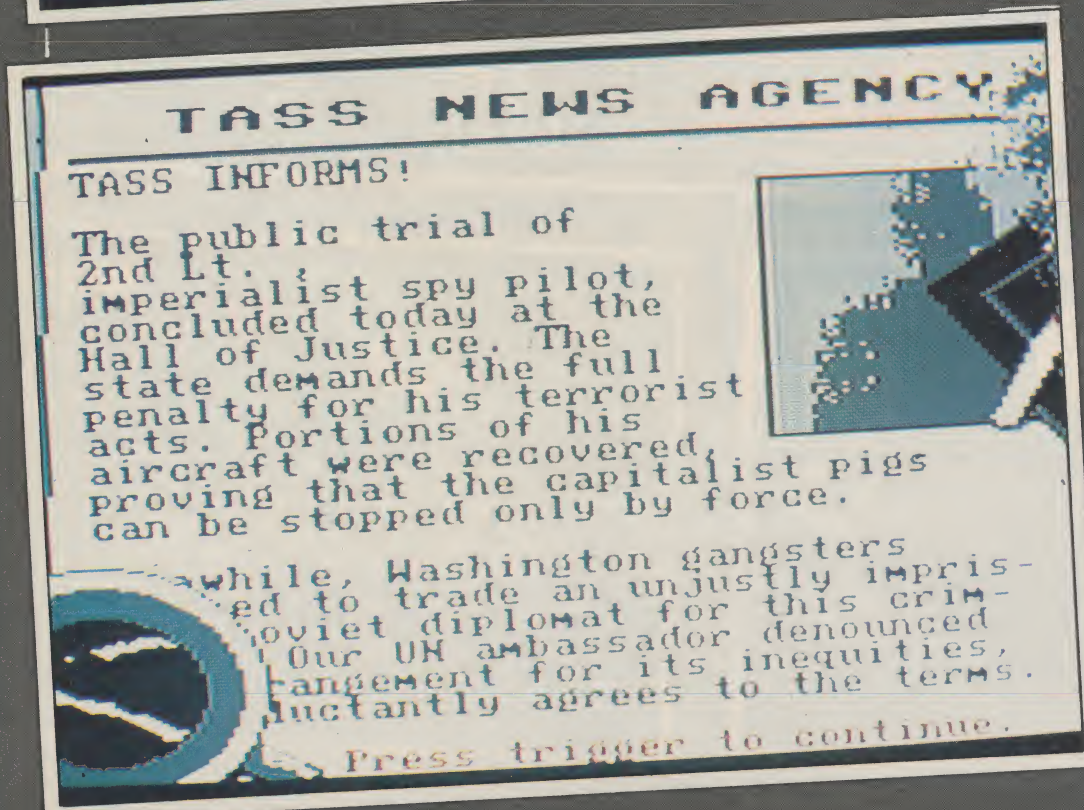 TASS NEWS AGENCY
TASS INFORMS!
The public trial of
2nd Lt. ,
imperialist spy pilot,
concluded today at the
Hall of Justice. The
state demands the full
penalty for his terrorist
acts. Portions of his
aircraft were recovered,
proving that the capitalist pigs
can be stopped only by force.
awhile, Washington gangsters
ed to trade an unjustly impris-
oviet diplomat for this crim-
Our UN ambassador denounced
rangement for its inequities,
luctantly agrees to the terms.
Press trigger to continue.